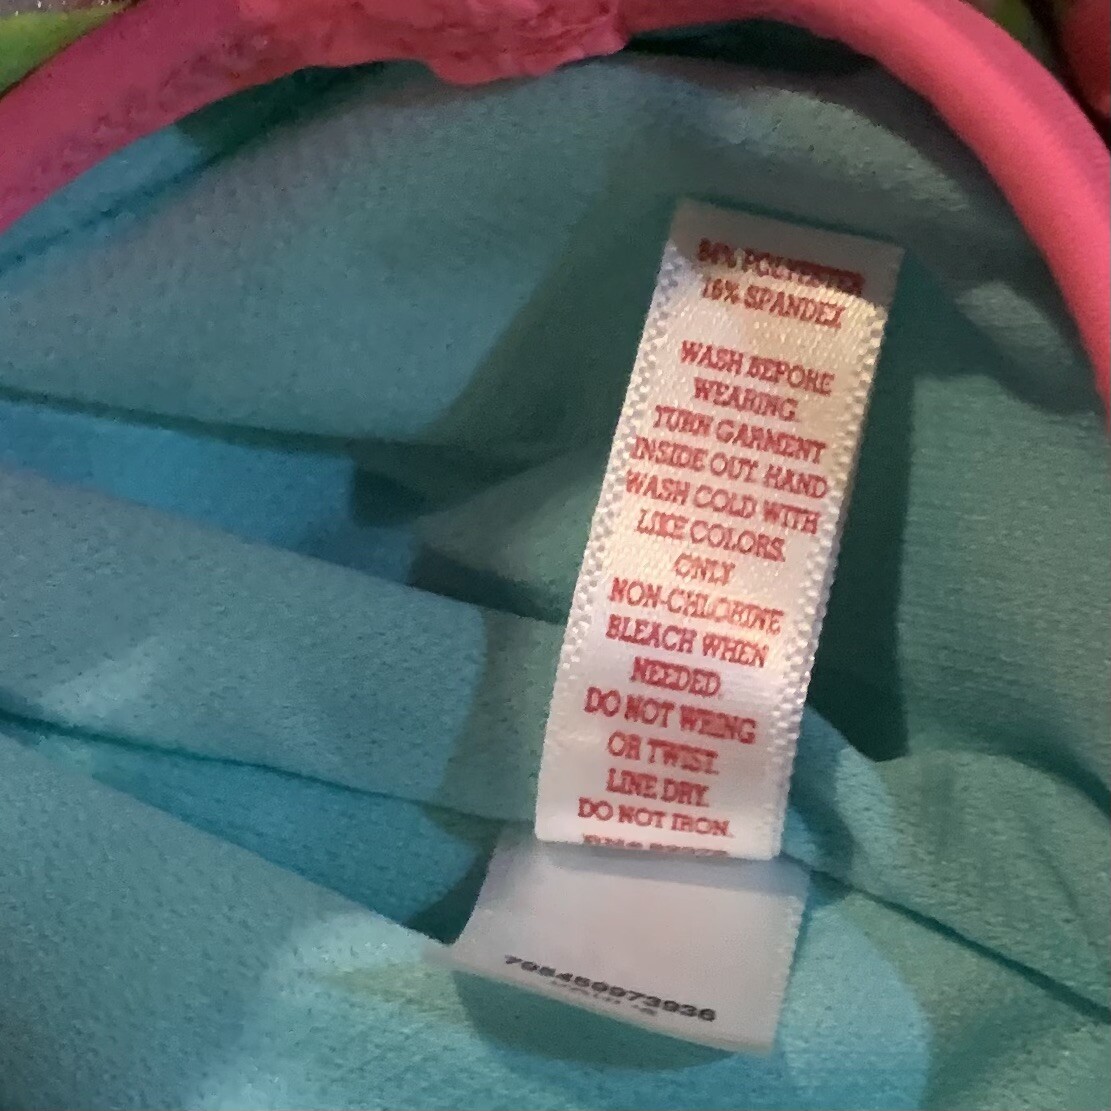 84% POLYESTER
16% SPANDEX
WASH BEFORE
WEARING.
TURN GARMENT
INSIDE OUT. HAND
WASH COLD WITH
LIKE COLORS.
ONLY
NON-CHLORINE
BLEACH WHEN
NEEDED.
DO NOT WRING
OR TWIST.
LINE DRY.
DO NOT IRON.
798459973936